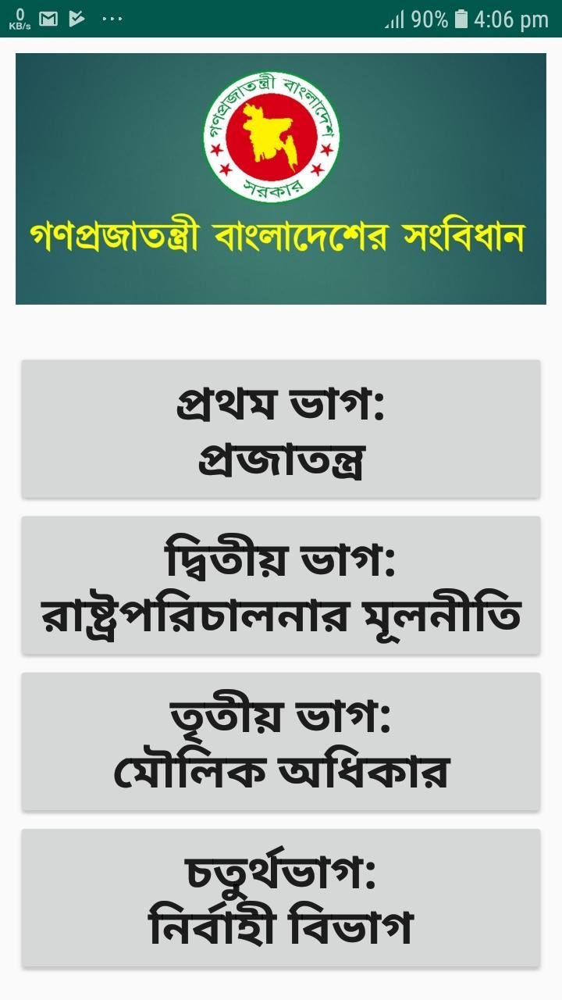 0
KB/s
90%
4:06 pm
গণপ্রজাতন্ত্রী বাংলাদেশ
সরকার
গণপ্রজাতন্ত্রী বাংলাদেশের সংবিধান
প্রথম ভাগ:
প্রজাতন্ত্র
দ্বিতীয় ভাগ:
রাষ্ট্রপরিচালনার মূলনীতি
তৃতীয় ভাগ:
মৌলিক অধিকার
চতুর্থভাগ:
নির্বাহী বিভাগ